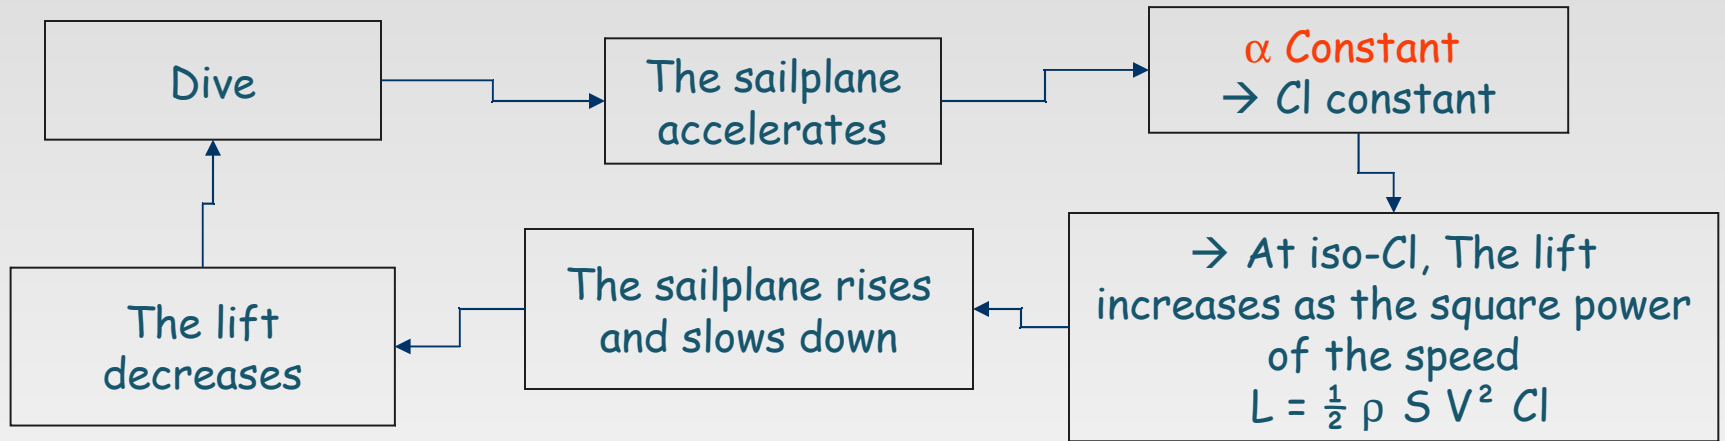 Dive
The sailplane
accelerates
α Constant
→ Cl constant
→ At iso-Cl, The lift
increases as the square power
of the speed
L = ½ ρ S V² Cl
The sailplane rises
and slows down
The lift
decreases